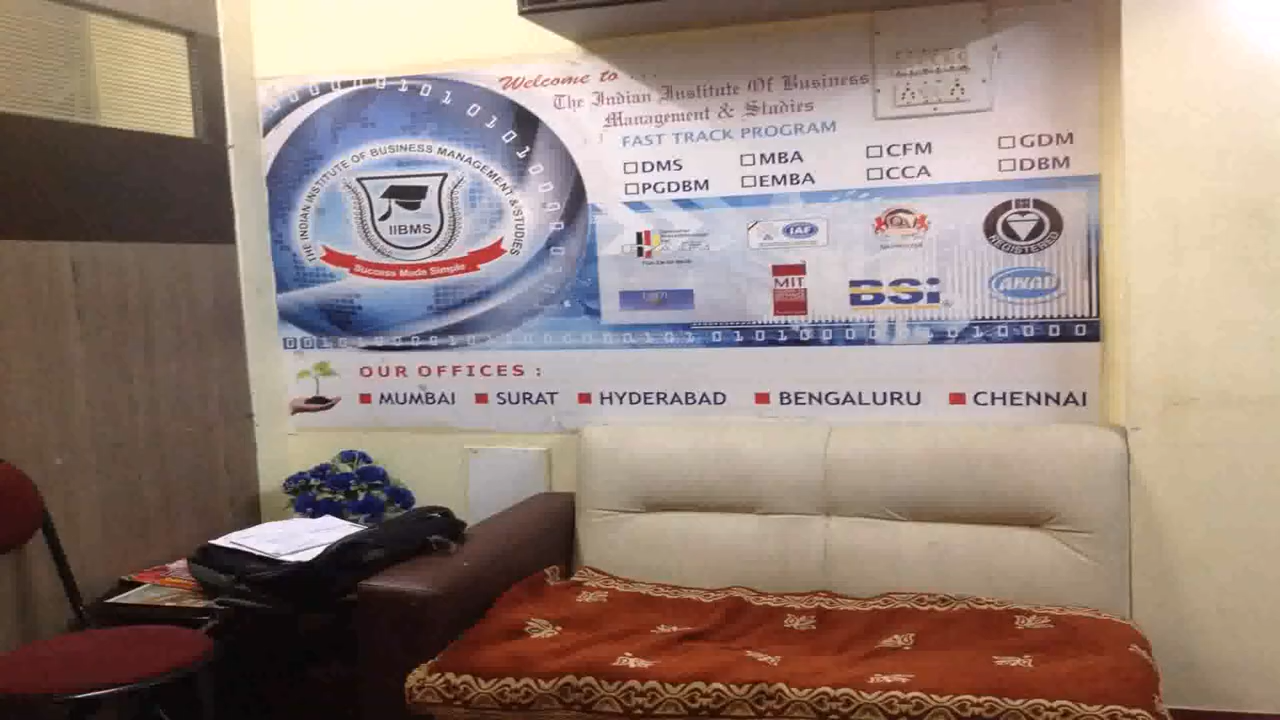 Welcome to ...
The Indian Institute Of Business
Management & Studies
FAST TRACK PROGRAM
DMS MBA CFM GDM
PGDBM EMBA CCA DBM
THE INDIAN INSTITUTE OF BUSINESS MANAGEMENT & STUDIES
IIBMS
Success Made Simple
IAF
REGISTERED
MIT
BSi
OUR OFFICES :
MUMBAI SURAT HYDERABAD BENGALURU CHENNAI